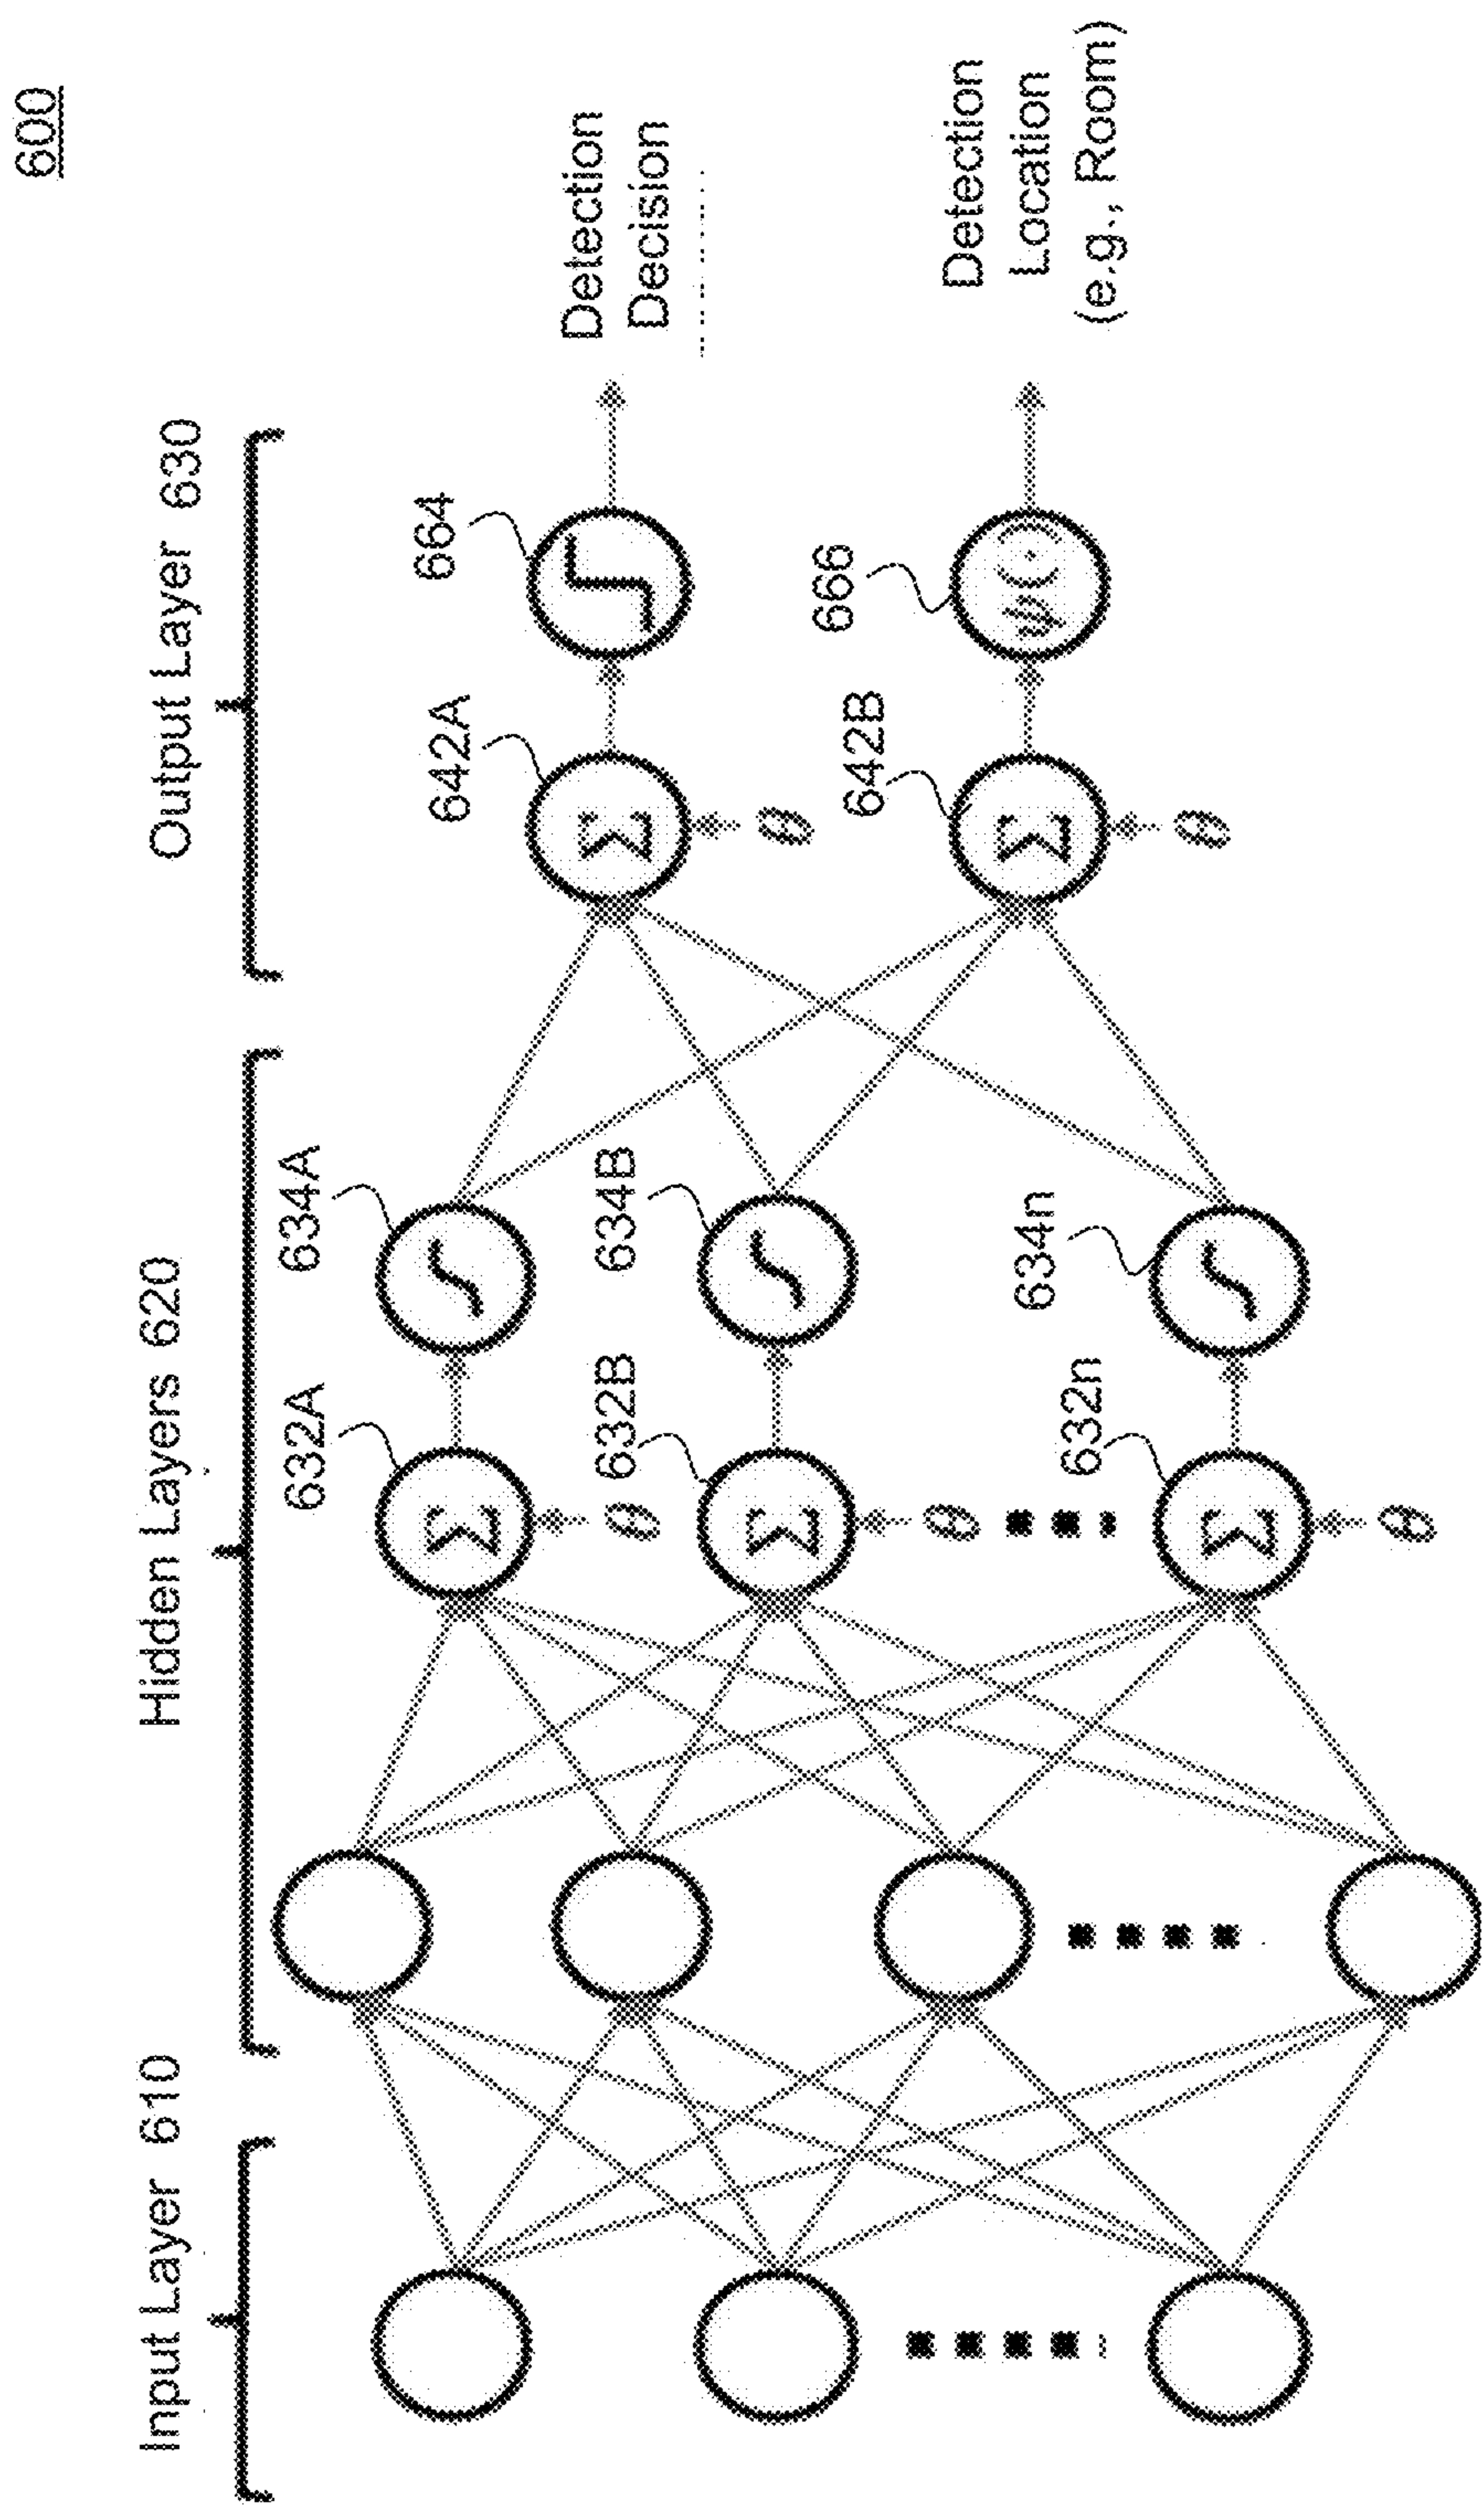 600
Input Layer 610
Hidden Layers 620
Output Layer 630
632A
634A
642A
664
Σ
Σ
θ
θ
Detection
Decision
632B
634B
642B
666
Σ
Σ
ψ(·)
θ
θ
Detection
Location
(e.g., Room)
632n
634n
Σ
θ